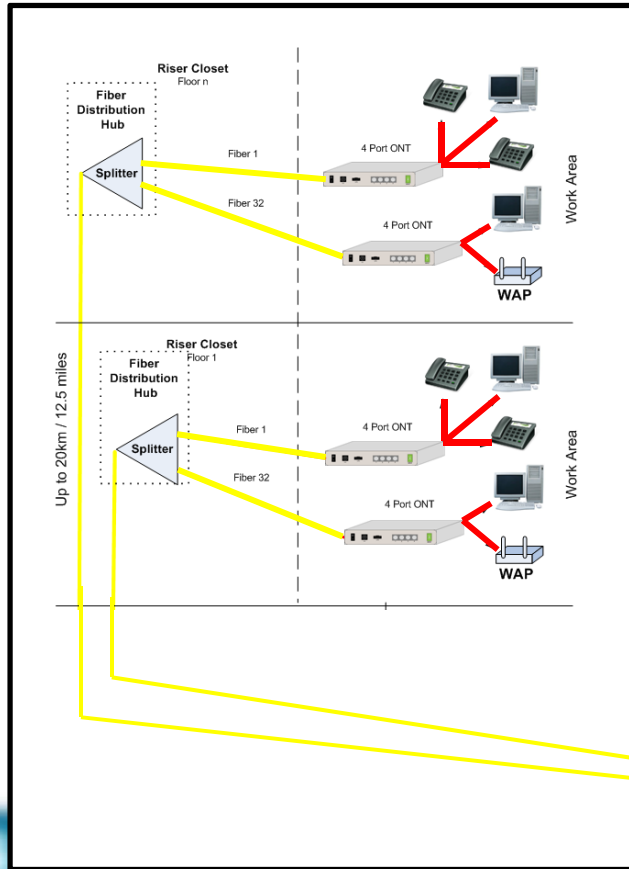 Riser Closet
Floor n
Fiber
Distribution
Hub
Splitter
Fiber 1
Fiber 32
4 Port ONT
4 Port ONT
WAP
Work Area
Up to 20km / 12.5 miles
Riser Closet
Floor 1
Fiber
Distribution
Hub
Splitter
Fiber 1
Fiber 32
4 Port ONT
4 Port ONT
WAP
Work Area